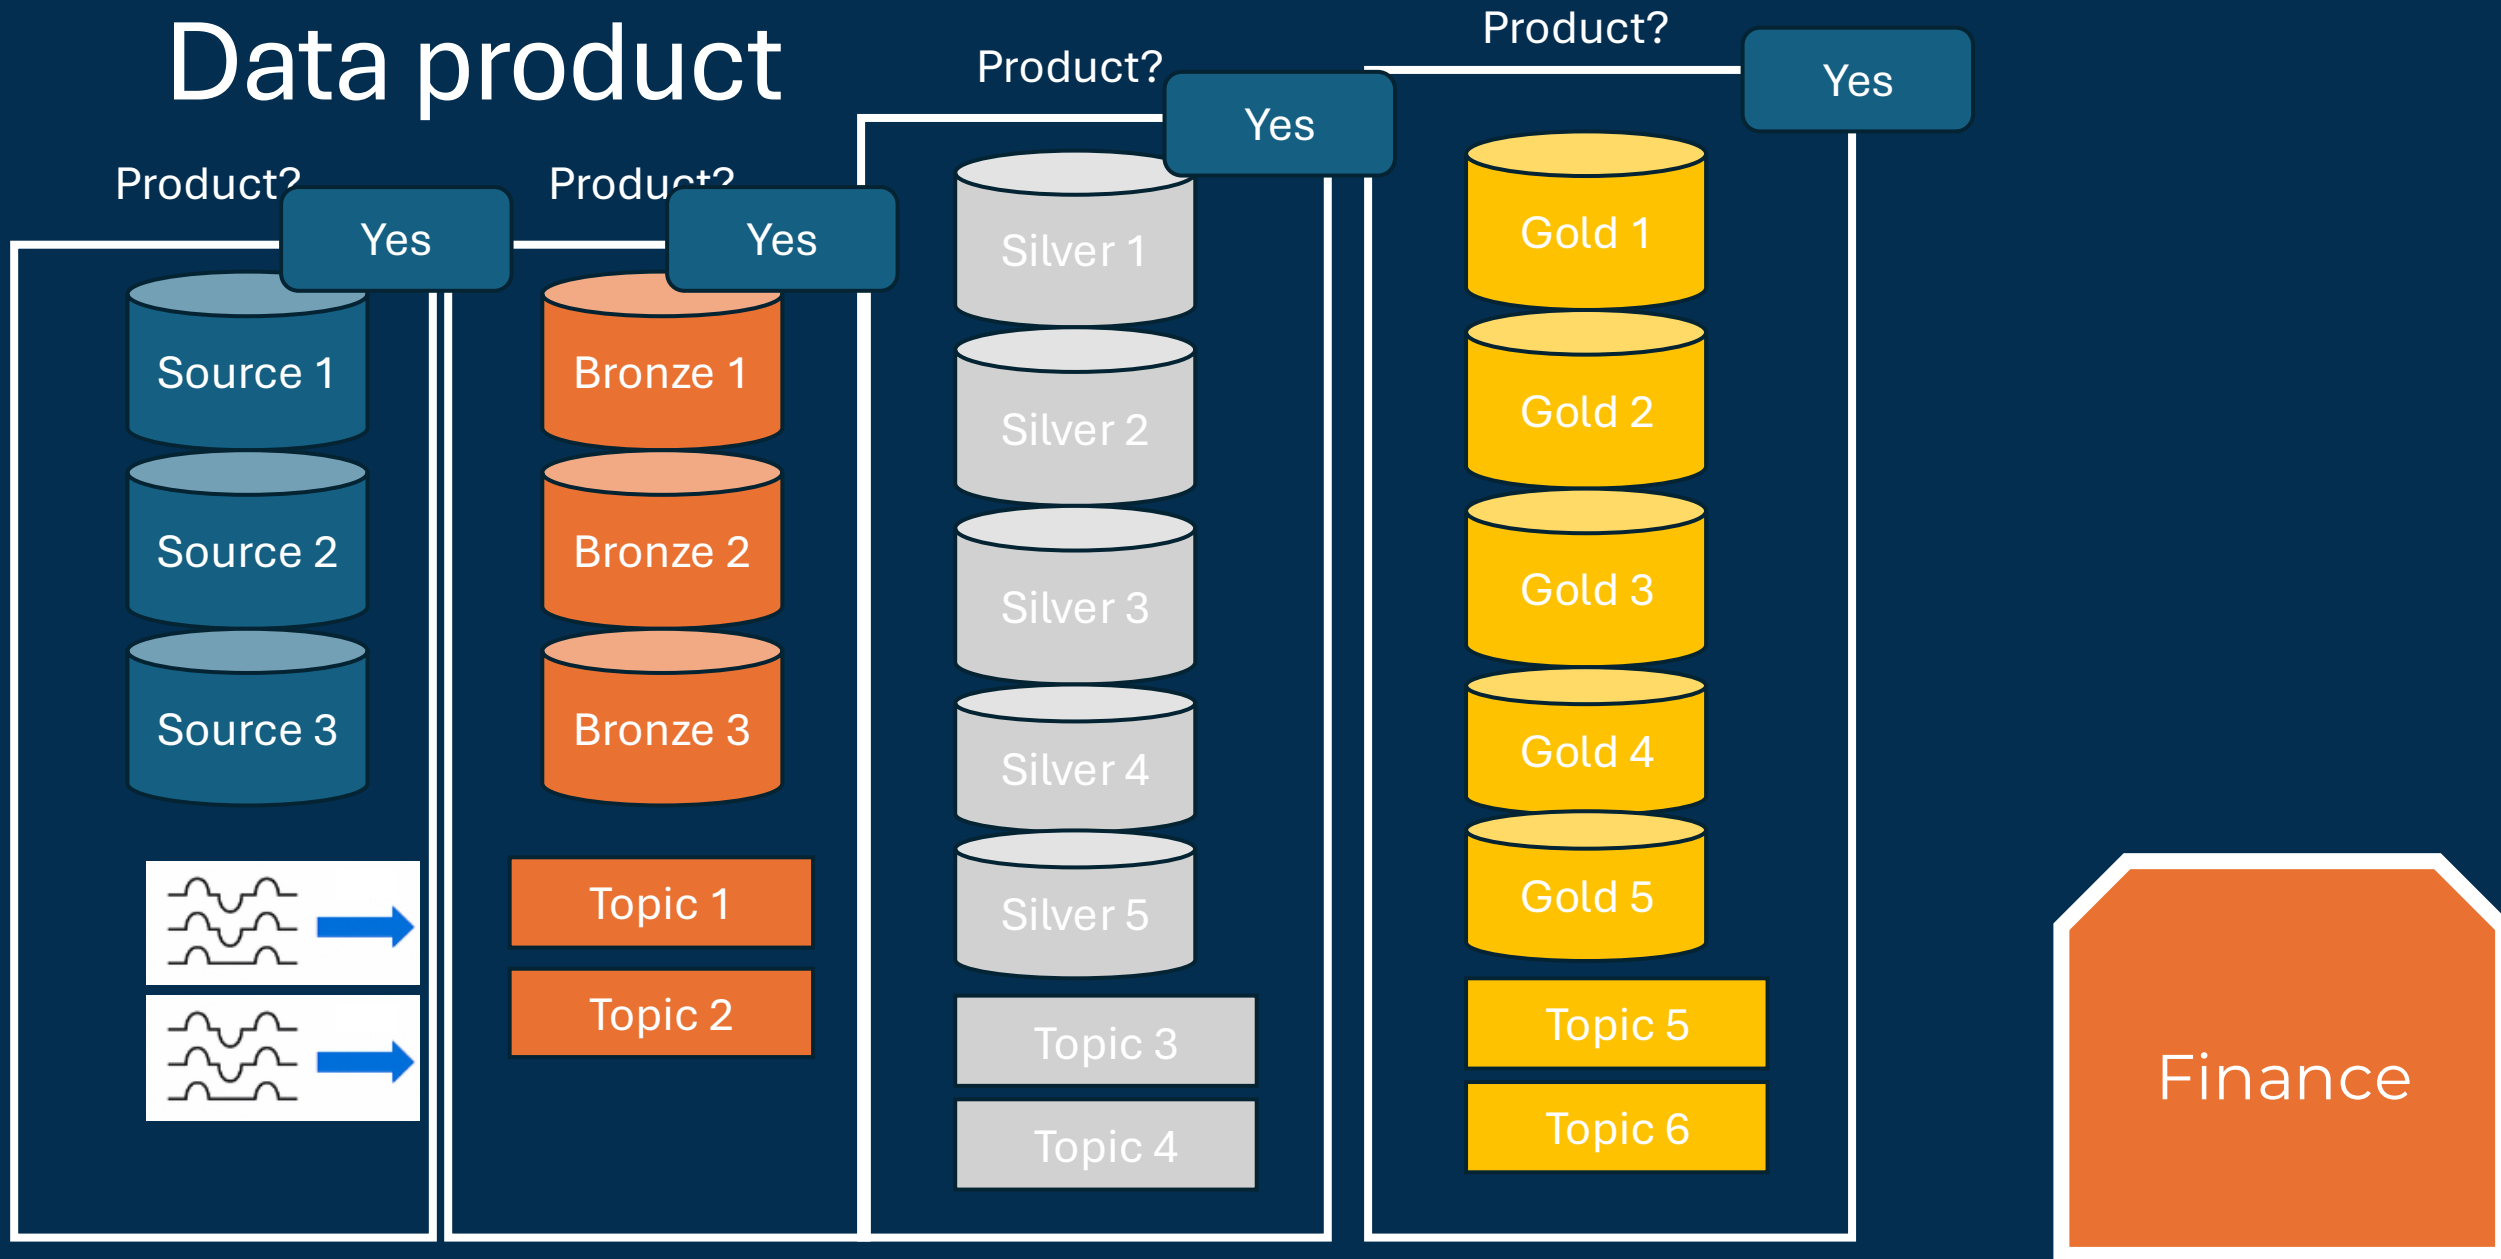 Data product
Product?
Yes
Source 1
Source 2
Source 3
Product?
Yes
Bronze 1
Bronze 2
Bronze 3
Topic 1
Topic 2
Product?
Yes
Silver 1
Silver 2
Silver 3
Silver 4
Silver 5
Topic 3
Topic 4
Product?
Yes
Gold 1
Gold 2
Gold 3
Gold 4
Gold 5
Topic 5
Topic 6
Finance